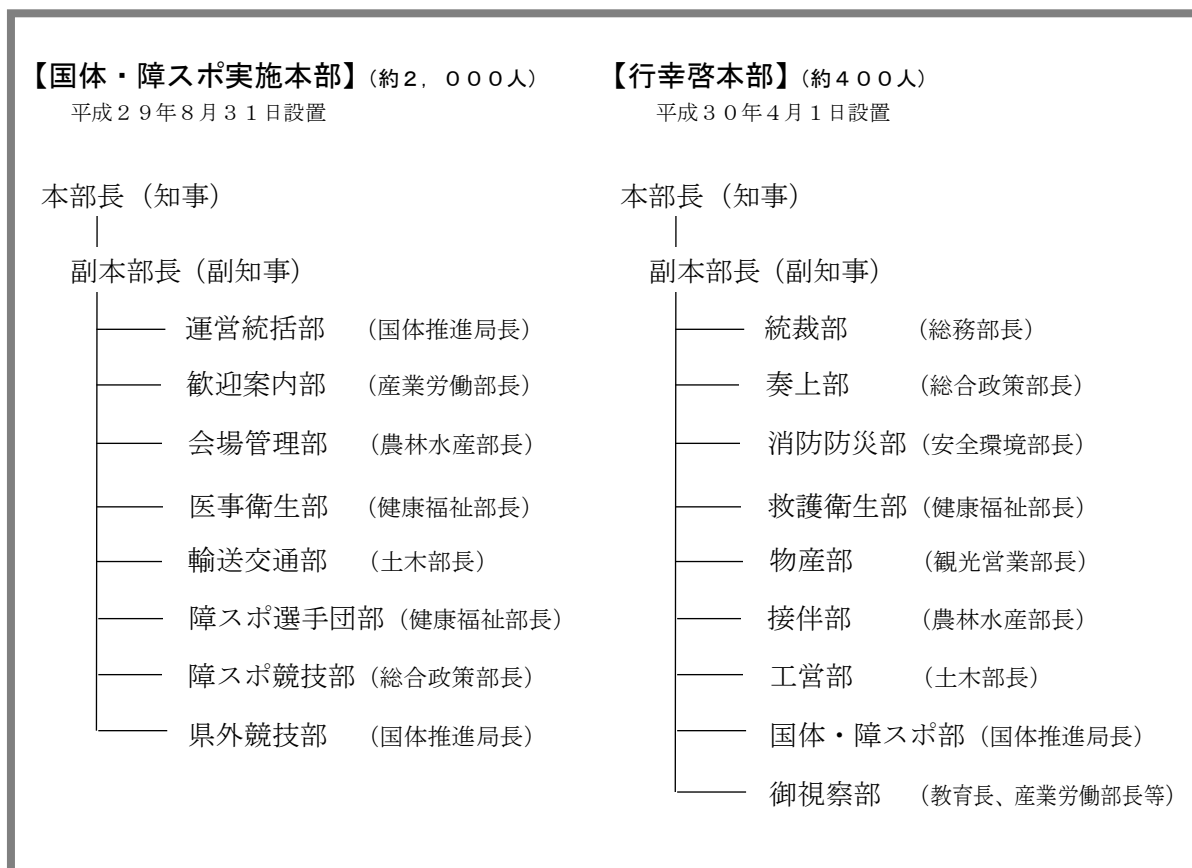 【国体・障スポ実施本部】（約２，０００人）
平成２９年８月３１日設置
本部長（知事）
副本部長（副知事）
運営統括部　（国体推進局長）
歓迎案内部　（産業労働部長）
会場管理部　（農林水産部長）
医事衛生部　（健康福祉部長）
輸送交通部　（土木部長）
障スポ選手団部（健康福祉部長）
障スポ競技部（総合政策部長）
県外競技部　（国体推進局長）
【行幸啓本部】（約４００人）
平成３０年４月１日設置
本部長（知事）
副本部長（副知事）
統裁部　（総務部長）
奏上部　（総合政策部長）
消防防災部（安全環境部長）
救護衛生部（健康福祉部長）
物産部　（観光営業部長）
接伴部　（農林水産部長）
工営部　（土木部長）
国体・障スポ部（国体推進局長）
御視察部　（教育長、産業労働部長等）